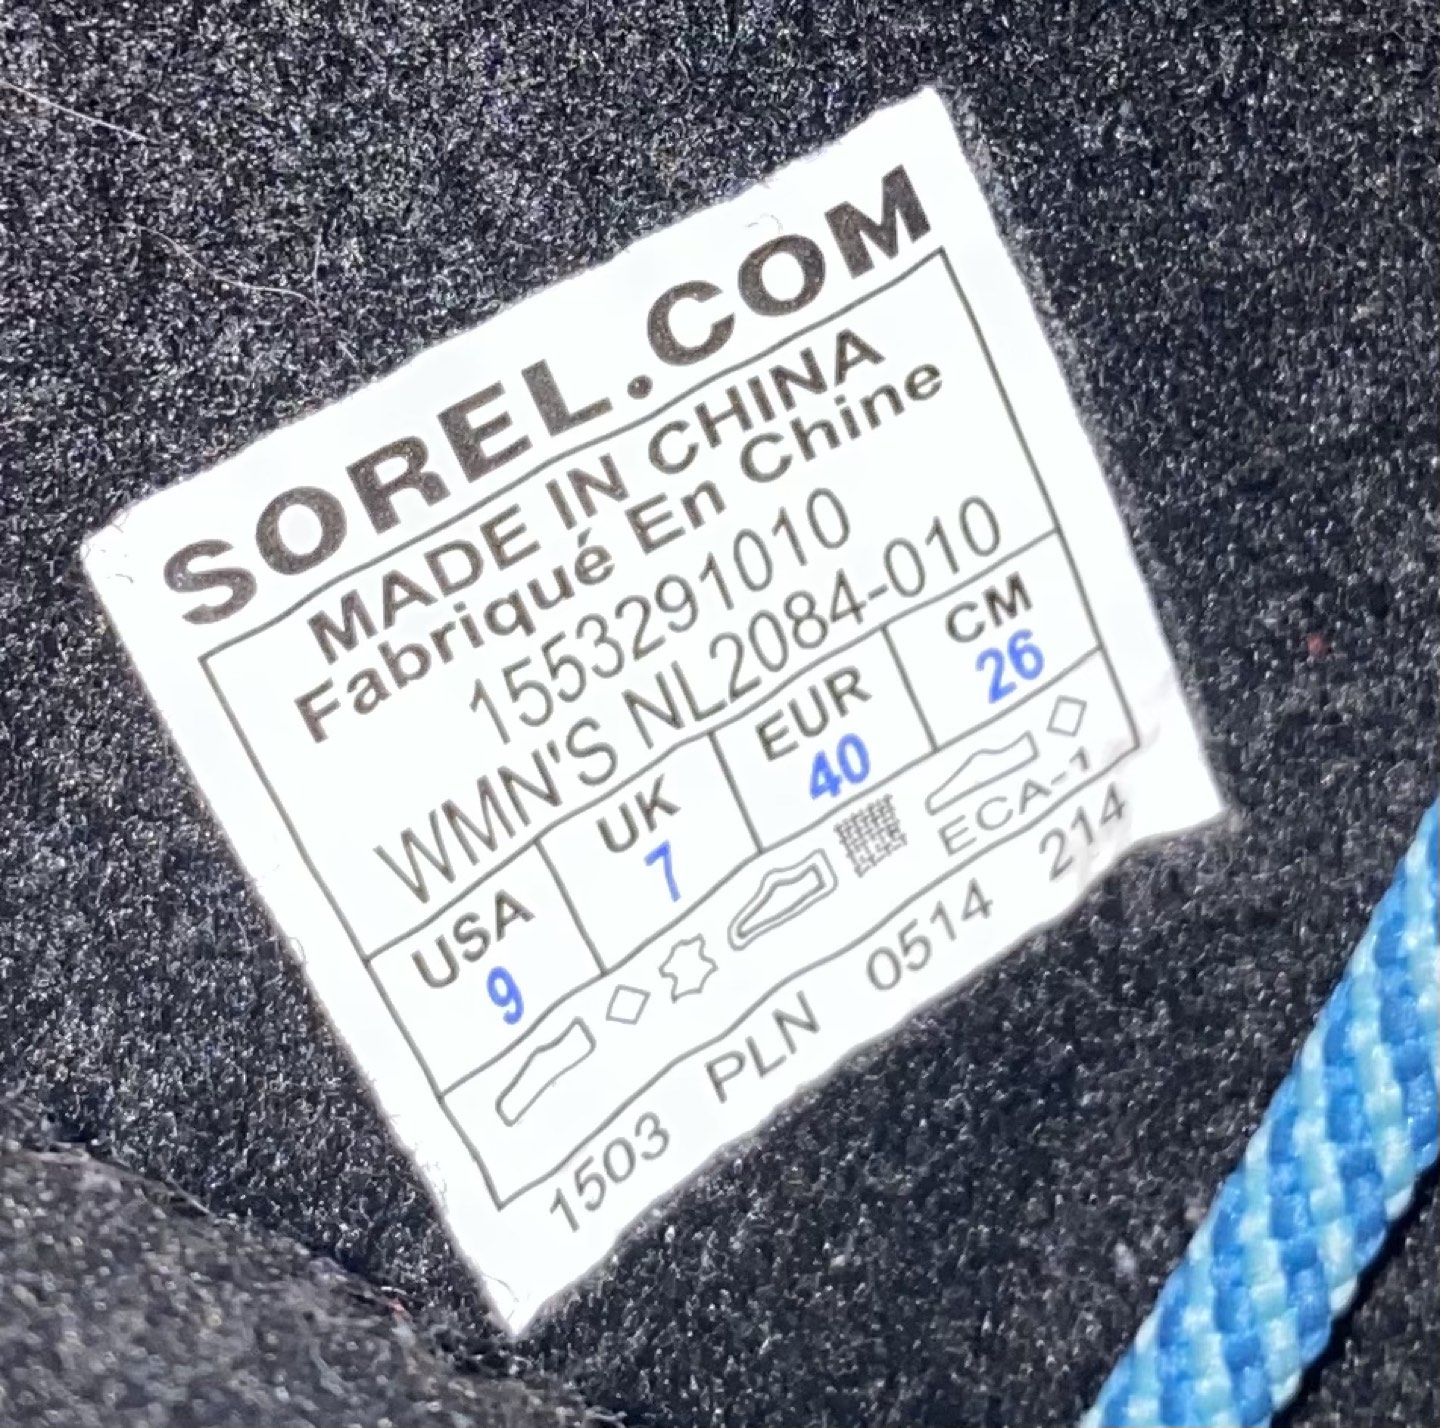 SOREL.COM
MADE IN CHINA
Fabriqué En Chine
1553291010
WMN'S NL2084-010
USA UK EUR CM
9 7 40 26
ECA-1
1503 PLN 0514 214